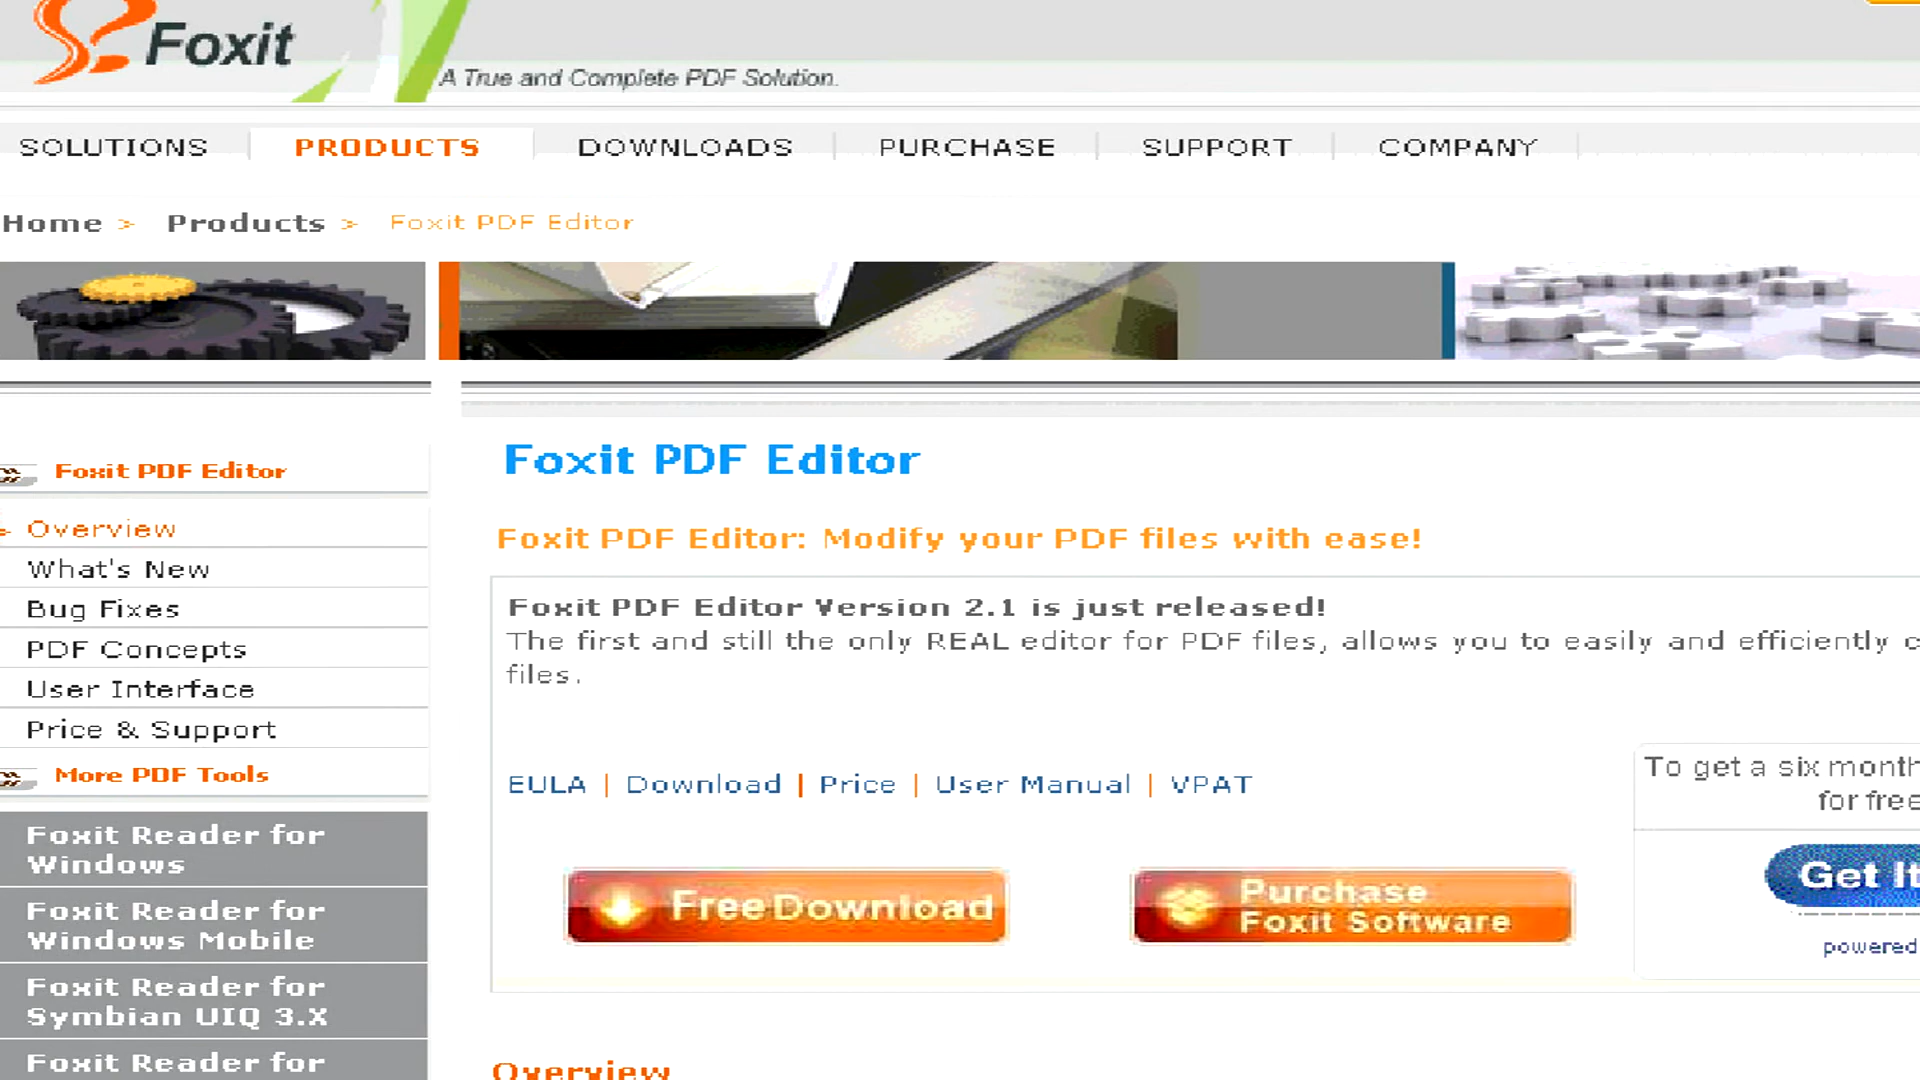 Foxit
A True and Complete PDF Solution.
SOLUTIONS PRODUCTS DOWNLOADS PURCHASE SUPPORT COMPANY
Home > Products > Foxit PDF Editor
Foxit PDF Editor
Overview
What's New
Bug Fixes
PDF Concepts
User Interface
Price & Support
More PDF Tools
Foxit Reader for
Windows
Foxit Reader for
Windows Mobile
Foxit Reader for
Symbian UIQ 3.X
Foxit Reader for
Foxit PDF Editor
Foxit PDF Editor: Modify your PDF files with ease!
Foxit PDF Editor Version 2.1 is just released!
The first and still the only REAL editor for PDF files, allows you to easily and efficiently
files.
EULA | Download | Price | User Manual | VPAT
Free Download
Purchase
Foxit Software
To get a six month
for free
Get It
powered
Overview